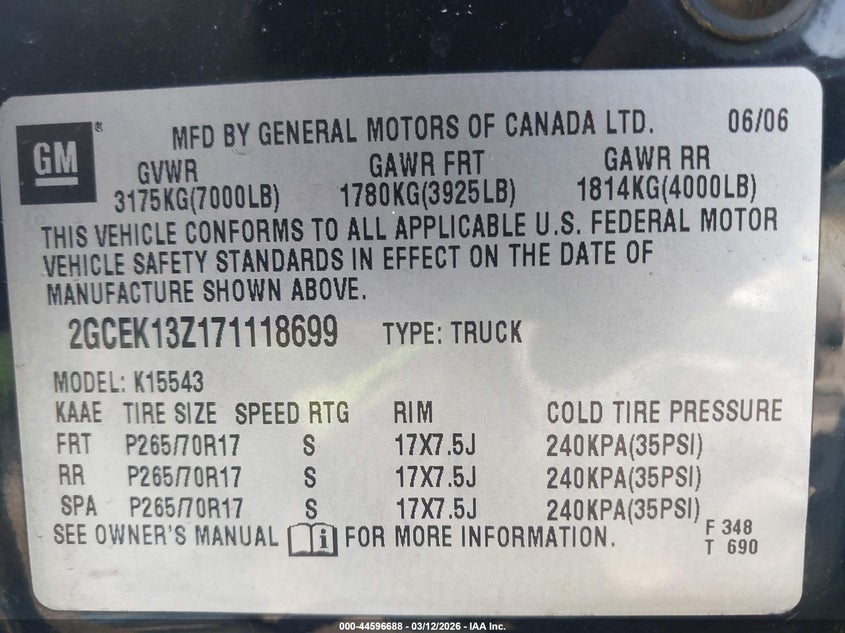 GM®
MFD BY GENERAL MOTORS OF CANADA LTD. 06/06
GVWR GAWR FRT GAWR RR
3175KG(7000LB) 1780KG(3925LB) 1814KG(4000LB)
THIS VEHICLE CONFORMS TO ALL APPLICABLE U.S. FEDERAL MOTOR
VEHICLE SAFETY STANDARDS IN EFFECT ON THE DATE OF
MANUFACTURE SHOWN ABOVE.
2GCEK13Z171118699 TYPE: TRUCK
MODEL: K15543
KAAE TIRE SIZE SPEED RTG RIM COLD TIRE PRESSURE
FRT P265/70R17 S 17X7.5J 240KPA(35PSI)
RR P265/70R17 S 17X7.5J 240KPA(35PSI)
SPA P265/70R17 S 17X7.5J 240KPA(35PSI)
SEE OWNER'S MANUAL i FOR MORE INFORMATION. F 348
T 690
000-44596688 - 03/12/2026 - IAA Inc.